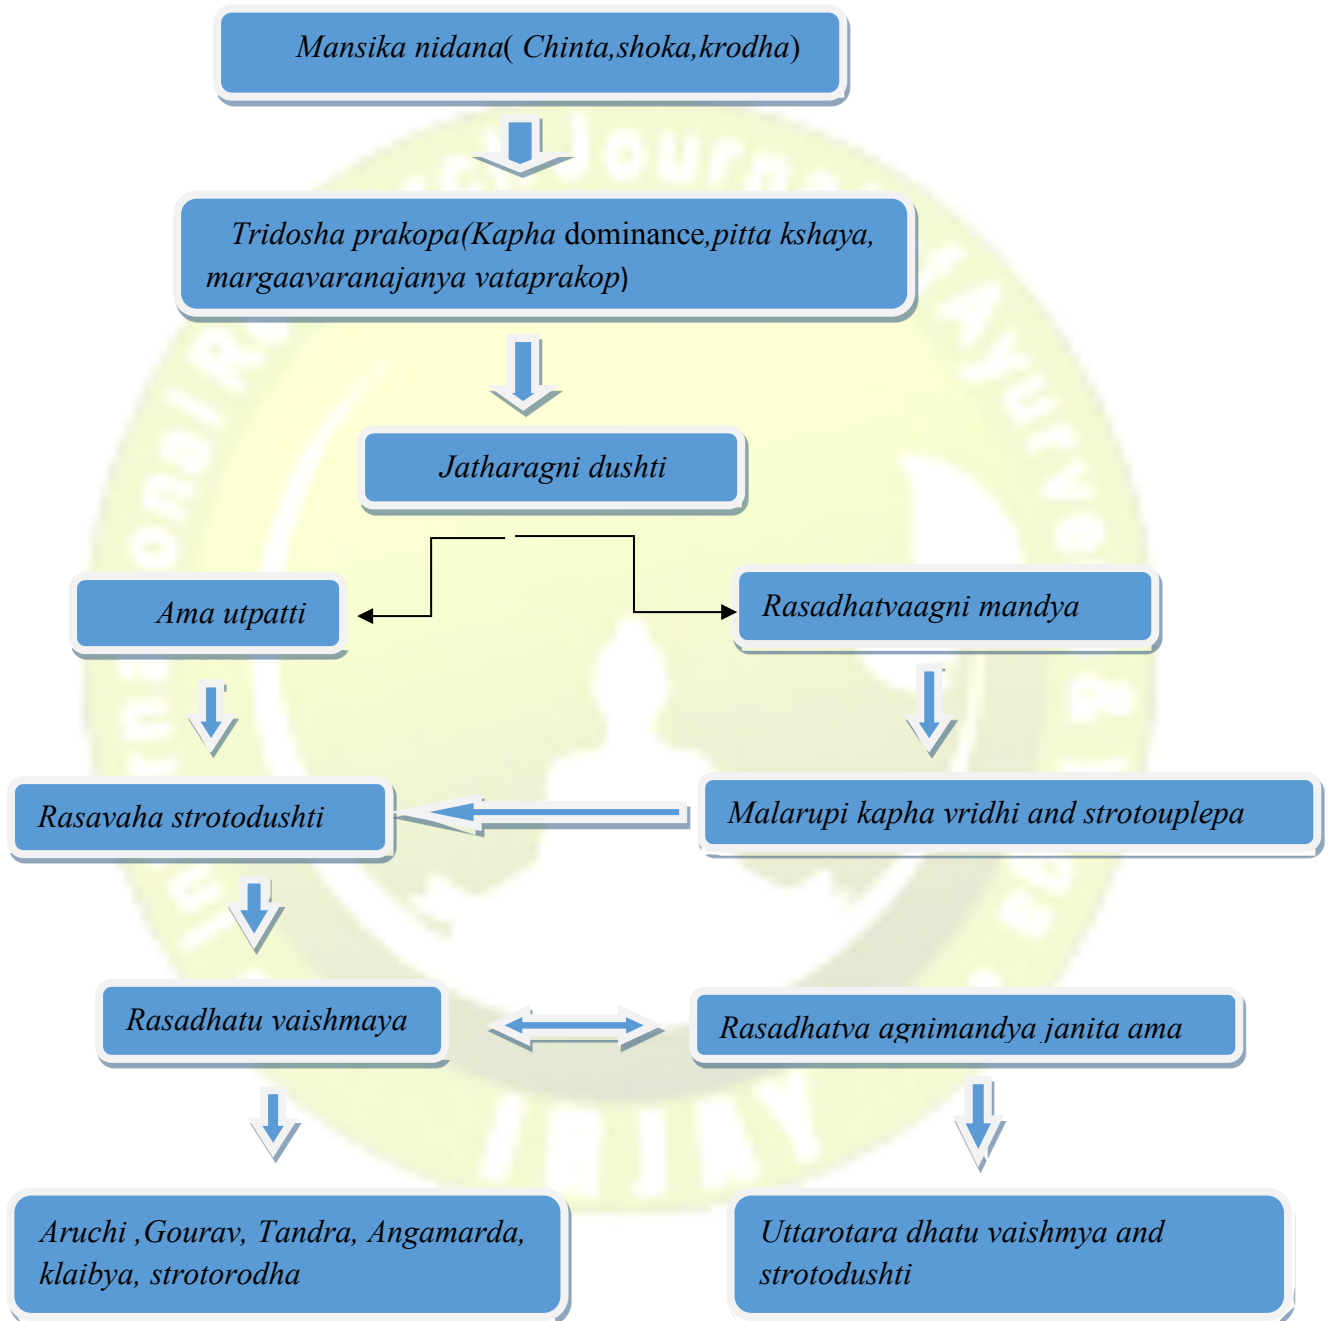 Mansika nidana( Chinta,shoka,krodha)
Tridosha prakopa(Kapha dominance,pitta kshaya,
margaavaranajanya vataprakop)
Jatharagni dushti
Ama utpatti
Rasadhatvaagni mandya
Rasavaha strotodushti
Malarupi kapha vridhi and strotouplepa
Rasadhatu vaishmaya
Rasadhatva agnimandya janita ama
Aruchi ,Gourav, Tandra, Angamarda,
klaibya, strotorodha
Uttarotara dhatu vaishmya and
strotodushti
IRJAY